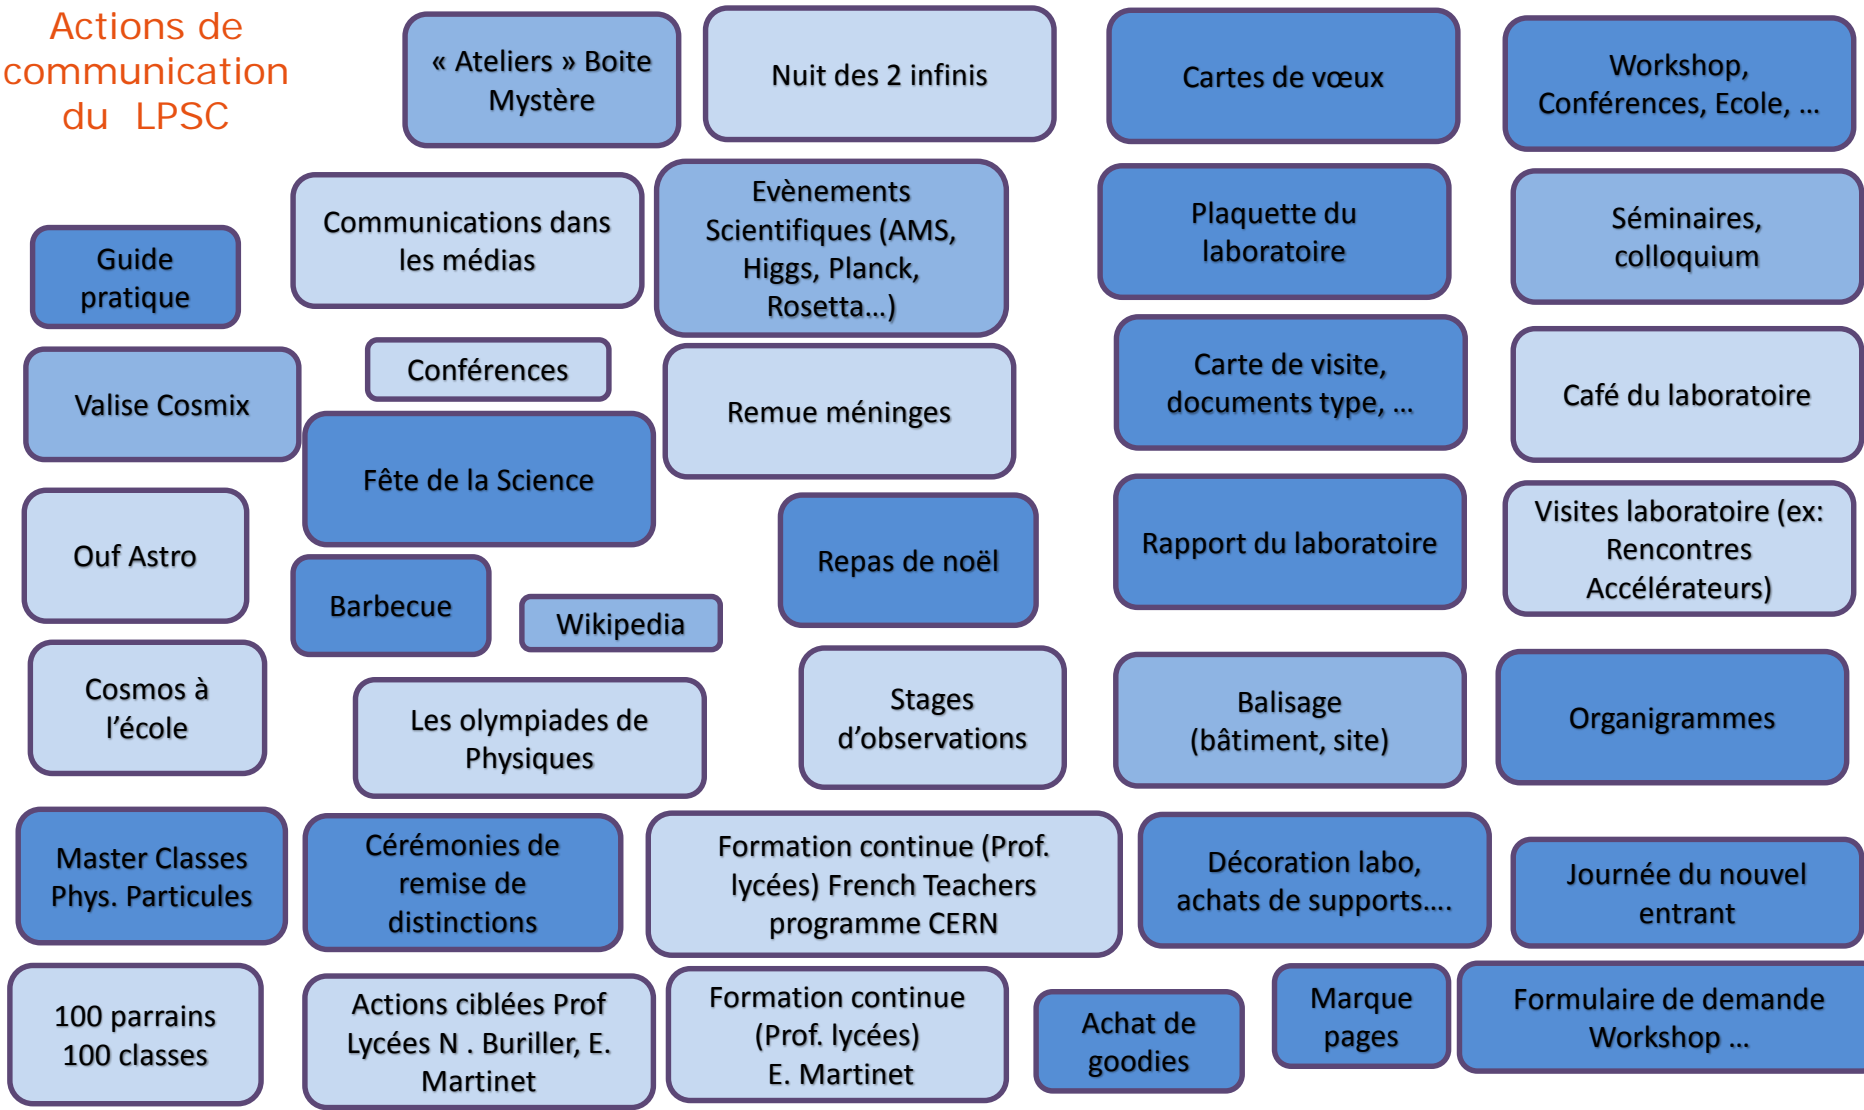 Actions de
communication
du LPSC
« Ateliers » Boite
Mystère
Nuit des 2 infinis
Cartes de vœux
Workshop,
Conférences, Ecole, ...
Communications dans
les médias
Evènements
Scientifiques (AMS,
Higgs, Planck,
Rosetta...)
Plaquette du
laboratoire
Séminaires,
colloquium
Guide
pratique
Conférences
Carte de visite,
documents type, ...
Café du laboratoire
Valise Cosmix
Remue méninges
Fête de la Science
Ouf Astro
Repas de noël
Rapport du laboratoire
Visites laboratoire (ex:
Rencontres
Accélérateurs)
Barbecue
Wikipedia
Cosmos à
l’école
Les olympiades de
Physiques
Stages
d’observations
Balisage
(bâtiment, site)
Organigrammes
Master Classes
Phys. Particules
Cérémonies de
remise de
distinctions
Formation continue (Prof.
lycées) French Teachers
programme CERN
Décoration labo,
achats de supports....
Journée du nouvel
entrant
100 parrains
100 classes
Actions ciblées Prof
Lycées N . Buriller, E.
Martinet
Formation continue
(Prof. lycées)
E. Martinet
Achat de
goodies
Marque
pages
Formulaire de demande
Workshop ...